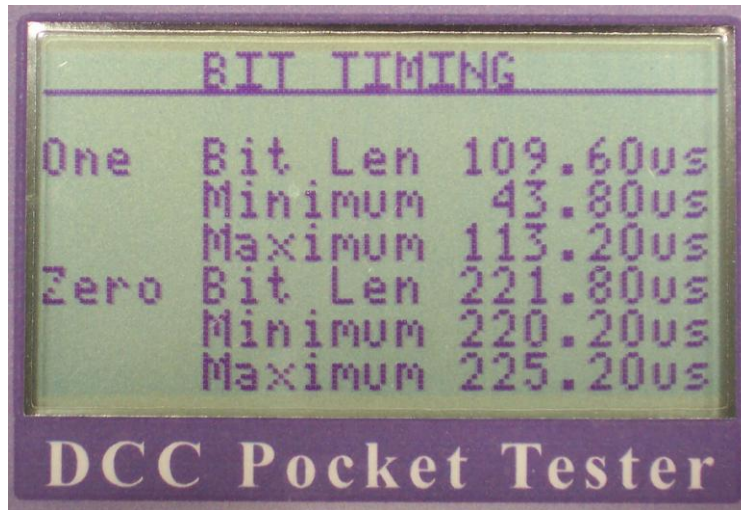 BIT TIMING
One Bit Len 109.60us
Minimum 43.80us
Maximum 113.20us
Zero Bit Len 221.80us
Minimum 220.20us
Maximum 225.20us
DCC Pocket Tester